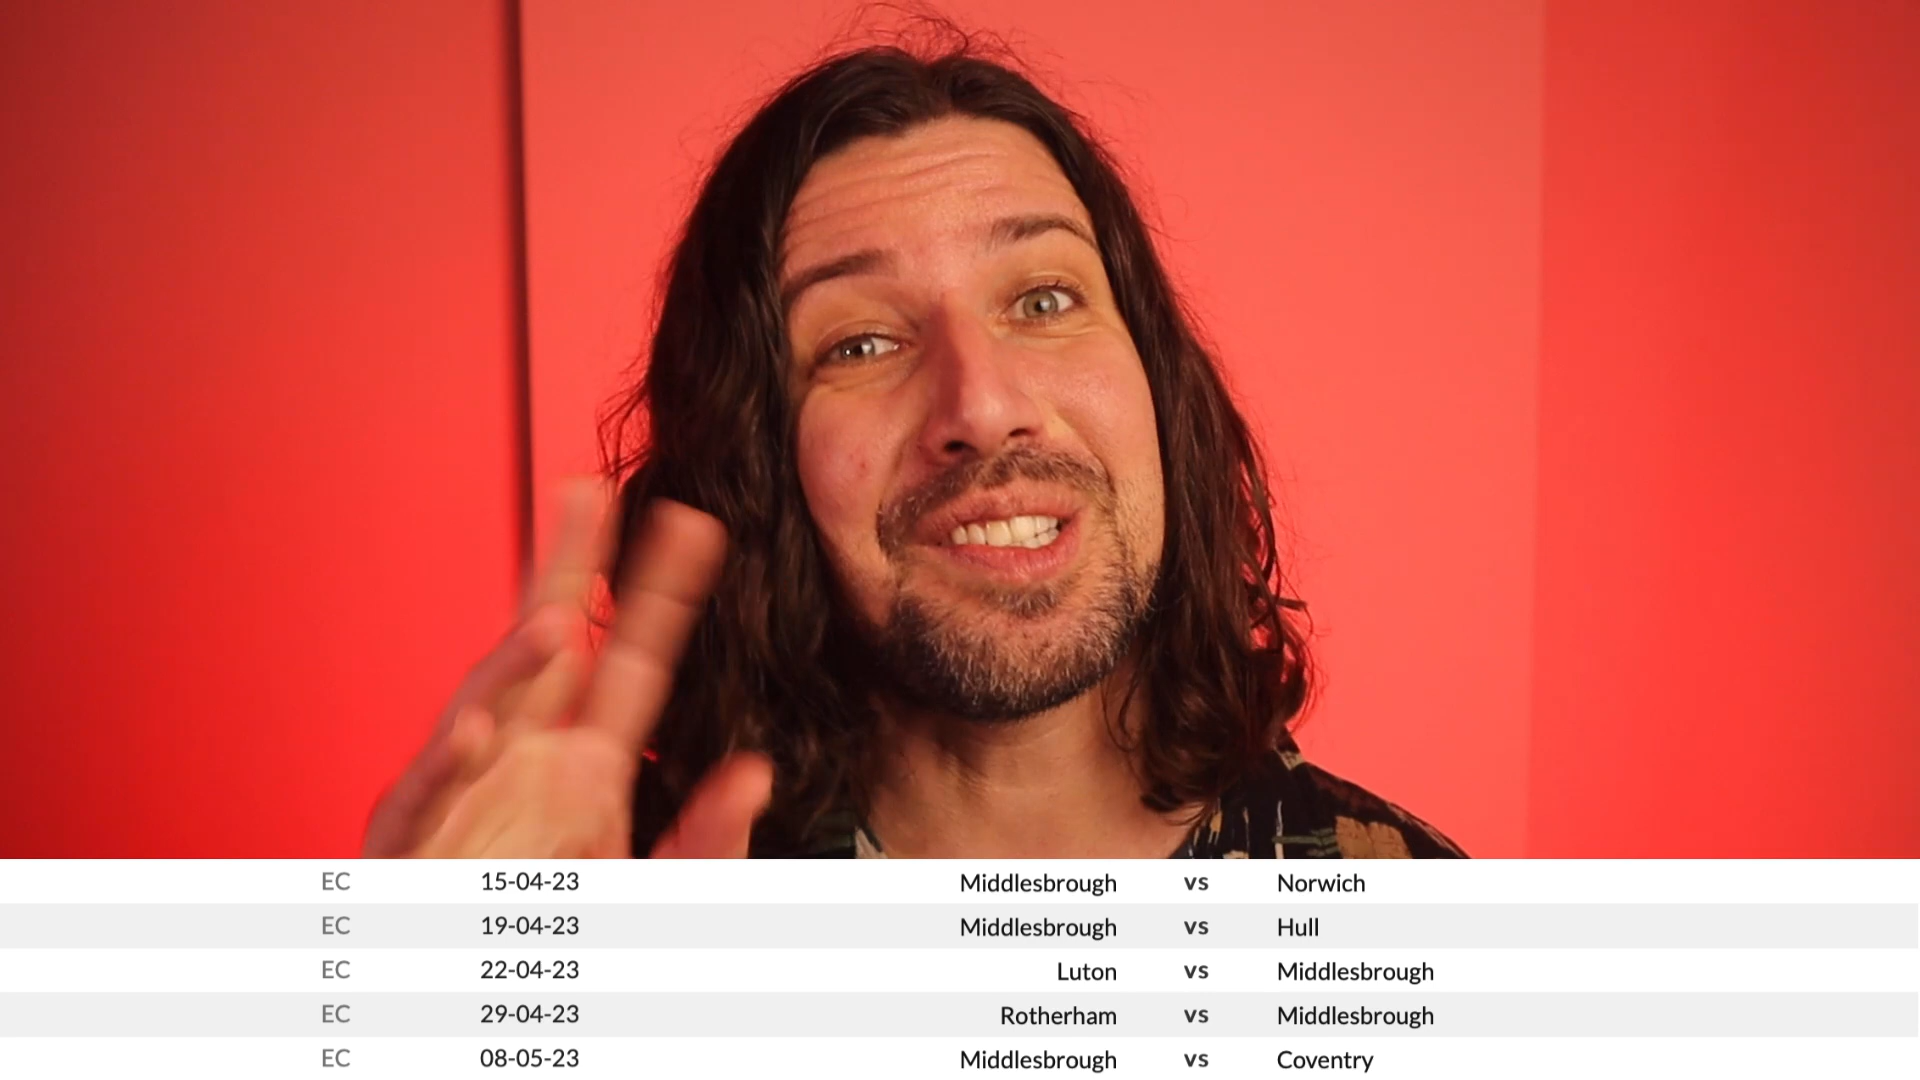 EC 15-04-23 Middlesbrough vs Norwich
EC 19-04-23 Middlesbrough vs Hull
EC 22-04-23 Luton vs Middlesbrough
EC 29-04-23 Rotherham vs Middlesbrough
EC 08-05-23 Middlesbrough vs Coventry